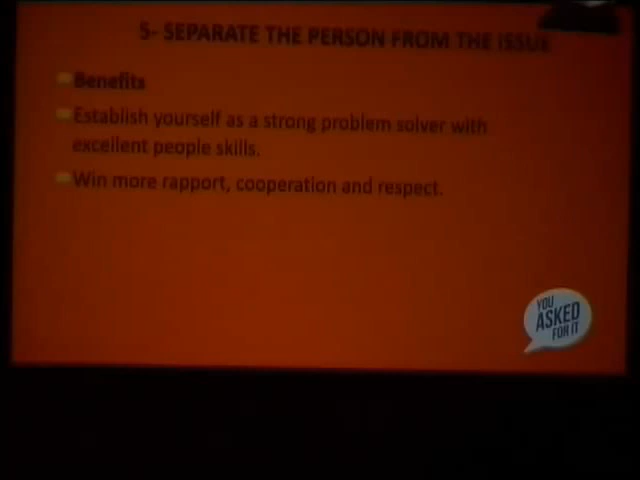 5- SEPARATE THE PERSON FROM THE ISSUE
Benefits
Establish yourself as a strong problem solver with
excellent people skills.
Win more rapport, cooperation and respect.
YOU
ASKED
FOR IT